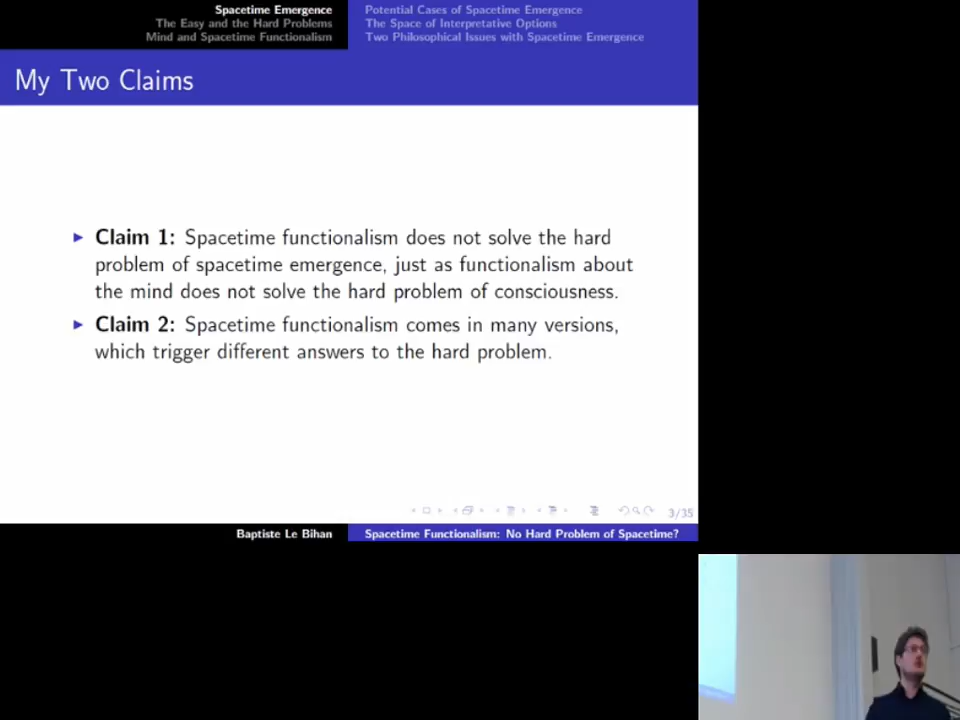 Spacetime Emergence
The Easy and the Hard Problems
Mind and Spacetime Functionalism
Potential Cases of Spacetime Emergence
The Space of Interpretative Options
Two Philosophical Issues with Spacetime Emergence
My Two Claims
Claim 1: Spacetime functionalism does not solve the hard
problem of spacetime emergence, just as functionalism about
the mind does not solve the hard problem of consciousness.
Claim 2: Spacetime functionalism comes in many versions,
which trigger different answers to the hard problem.
3/35
Baptiste Le Bihan
Spacetime Functionalism: No Hard Problem of Spacetime?